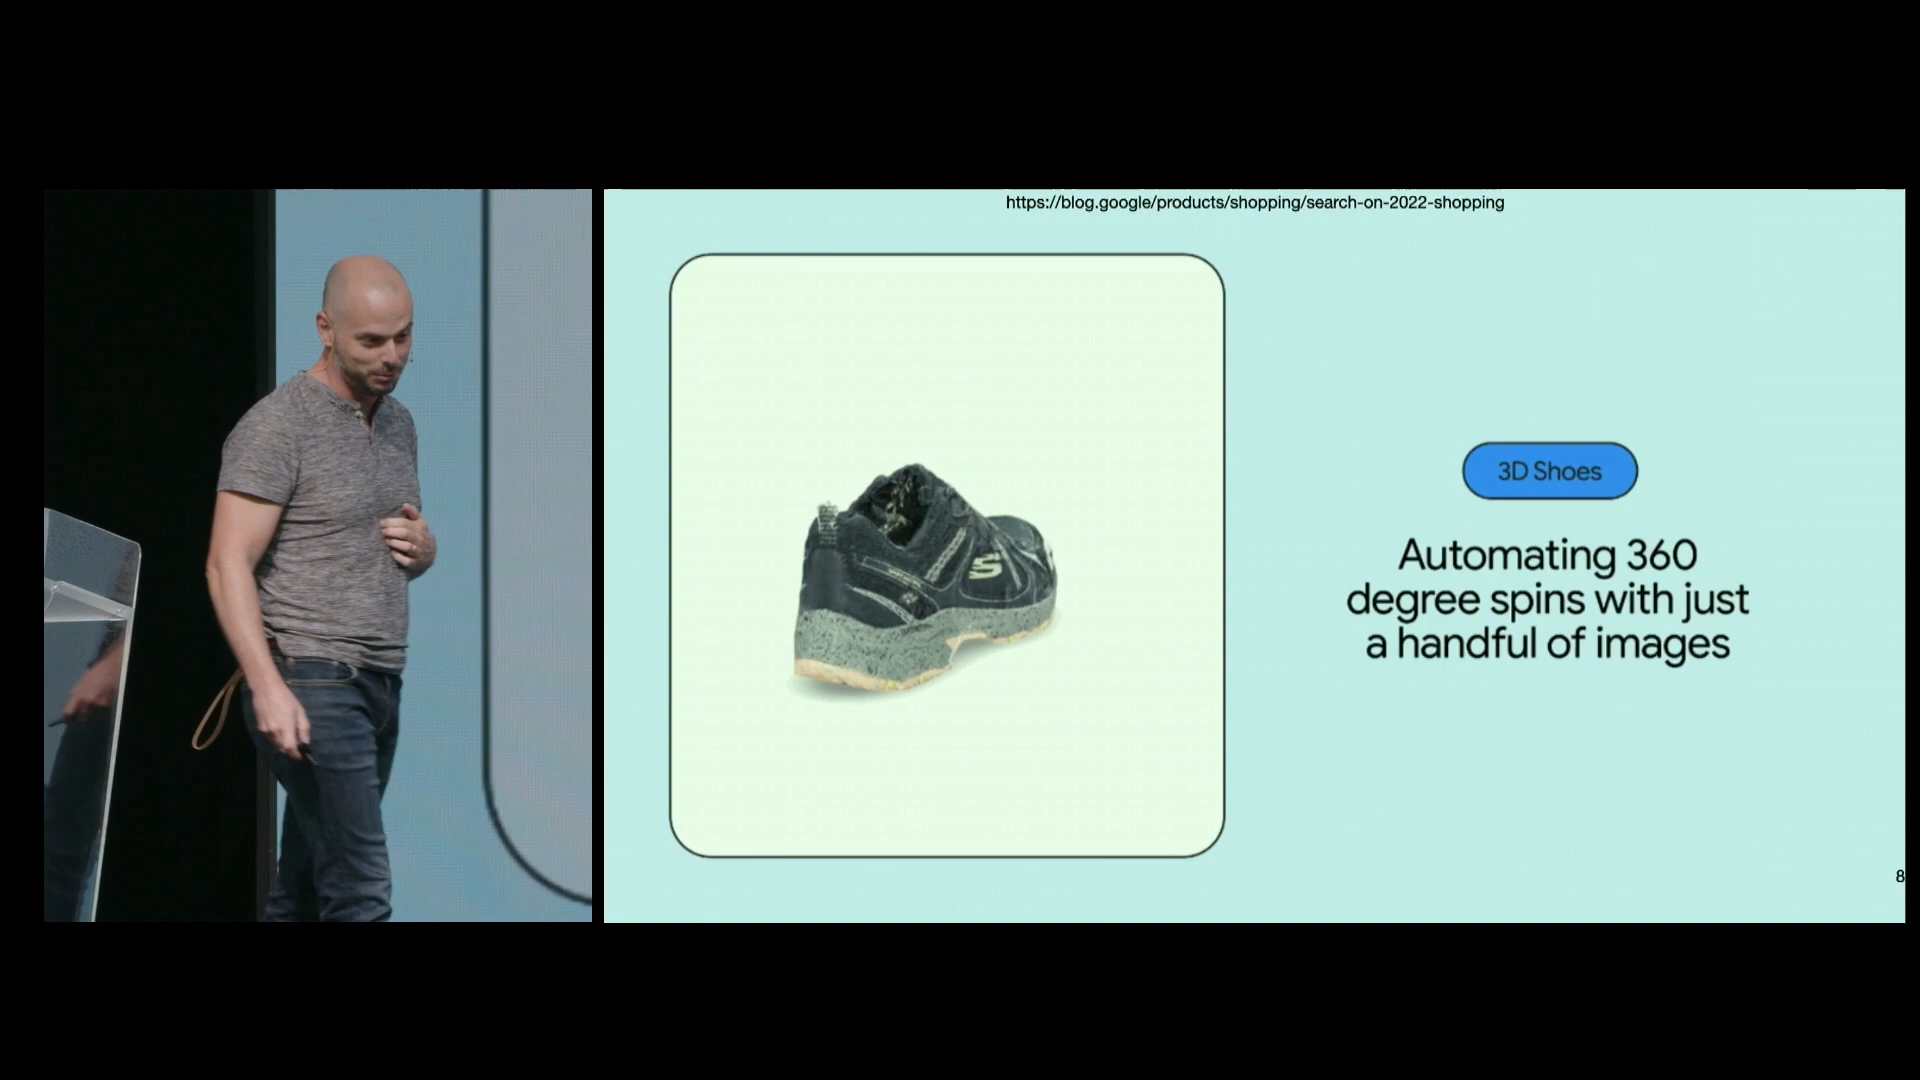 https://blog.google/products/shopping/search-on-2022-shopping
S
3D Shoes
Automating 360
degree spins with just
a handful of images
8